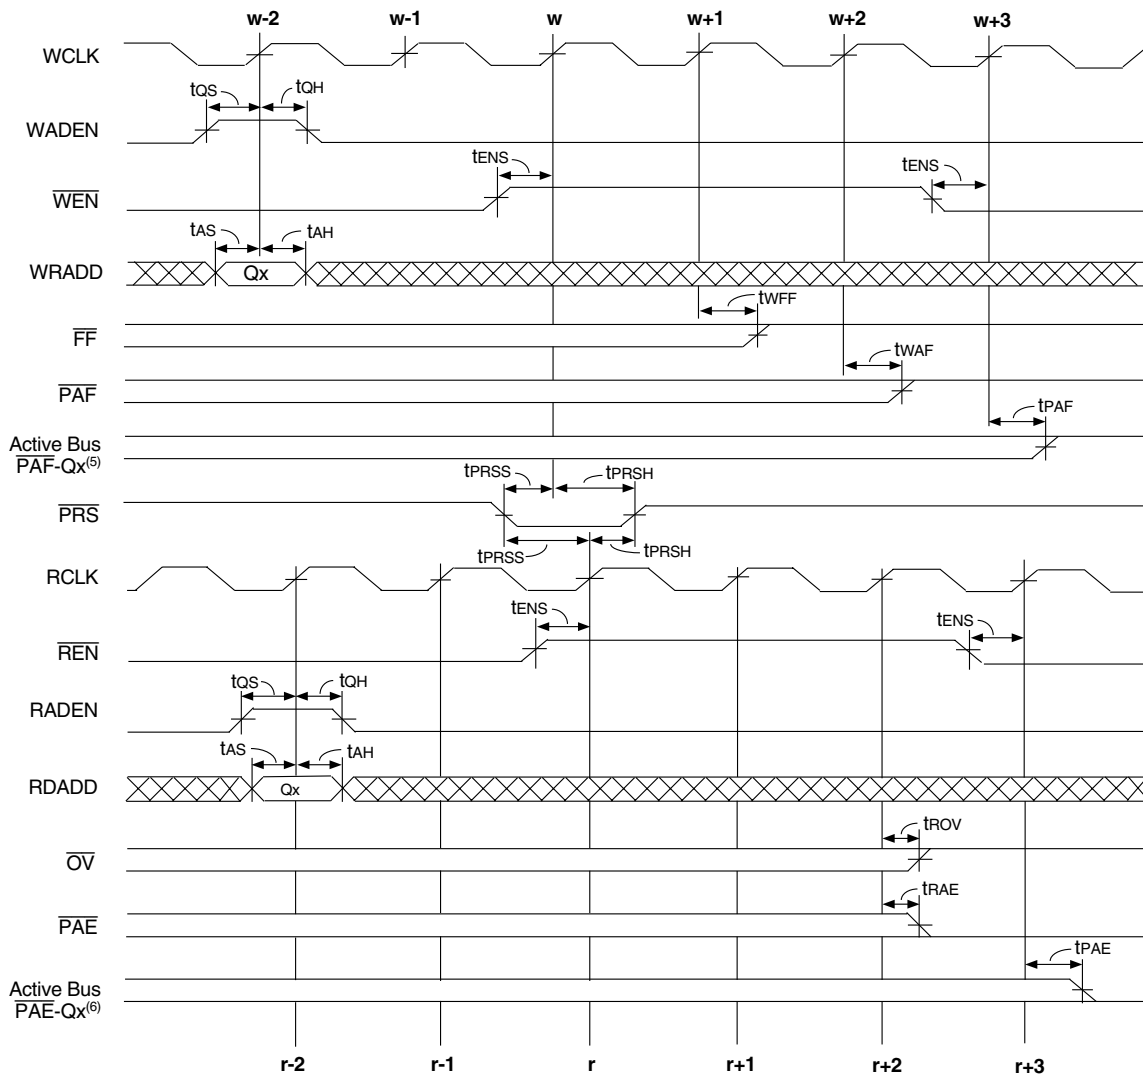 w-2 w-1 w w+1 w+2 w+3
WCLK
tQS tQH
WADEN
tENS tENS
WEN
tAS tAH
WRADD Qx
tWFF
FF
tWAF
PAF
tPAF
Active Bus
PAF-Qx(5)
tPRSS tPRSH
PRS
tPRSS tPRSH
RCLK
tENS tENS
REN
tQS tQH
RADEN
tAS tAH
RDADD Qx
tROV
OV
tRAE
PAE
tPAE
Active Bus
PAE-Qx(6)
r-2 r-1 r r+1 r+2 r+3